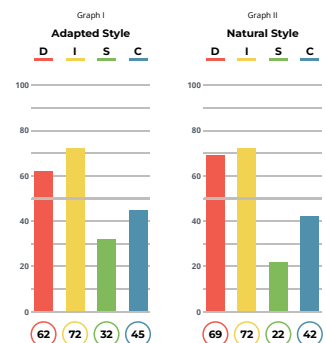 Graph I
Adapted Style
D I S C
100
80
60
40
20
0
62 72 32 45
Graph II
Natural Style
D I S C
100
80
60
40
20
0
69 72 22 42